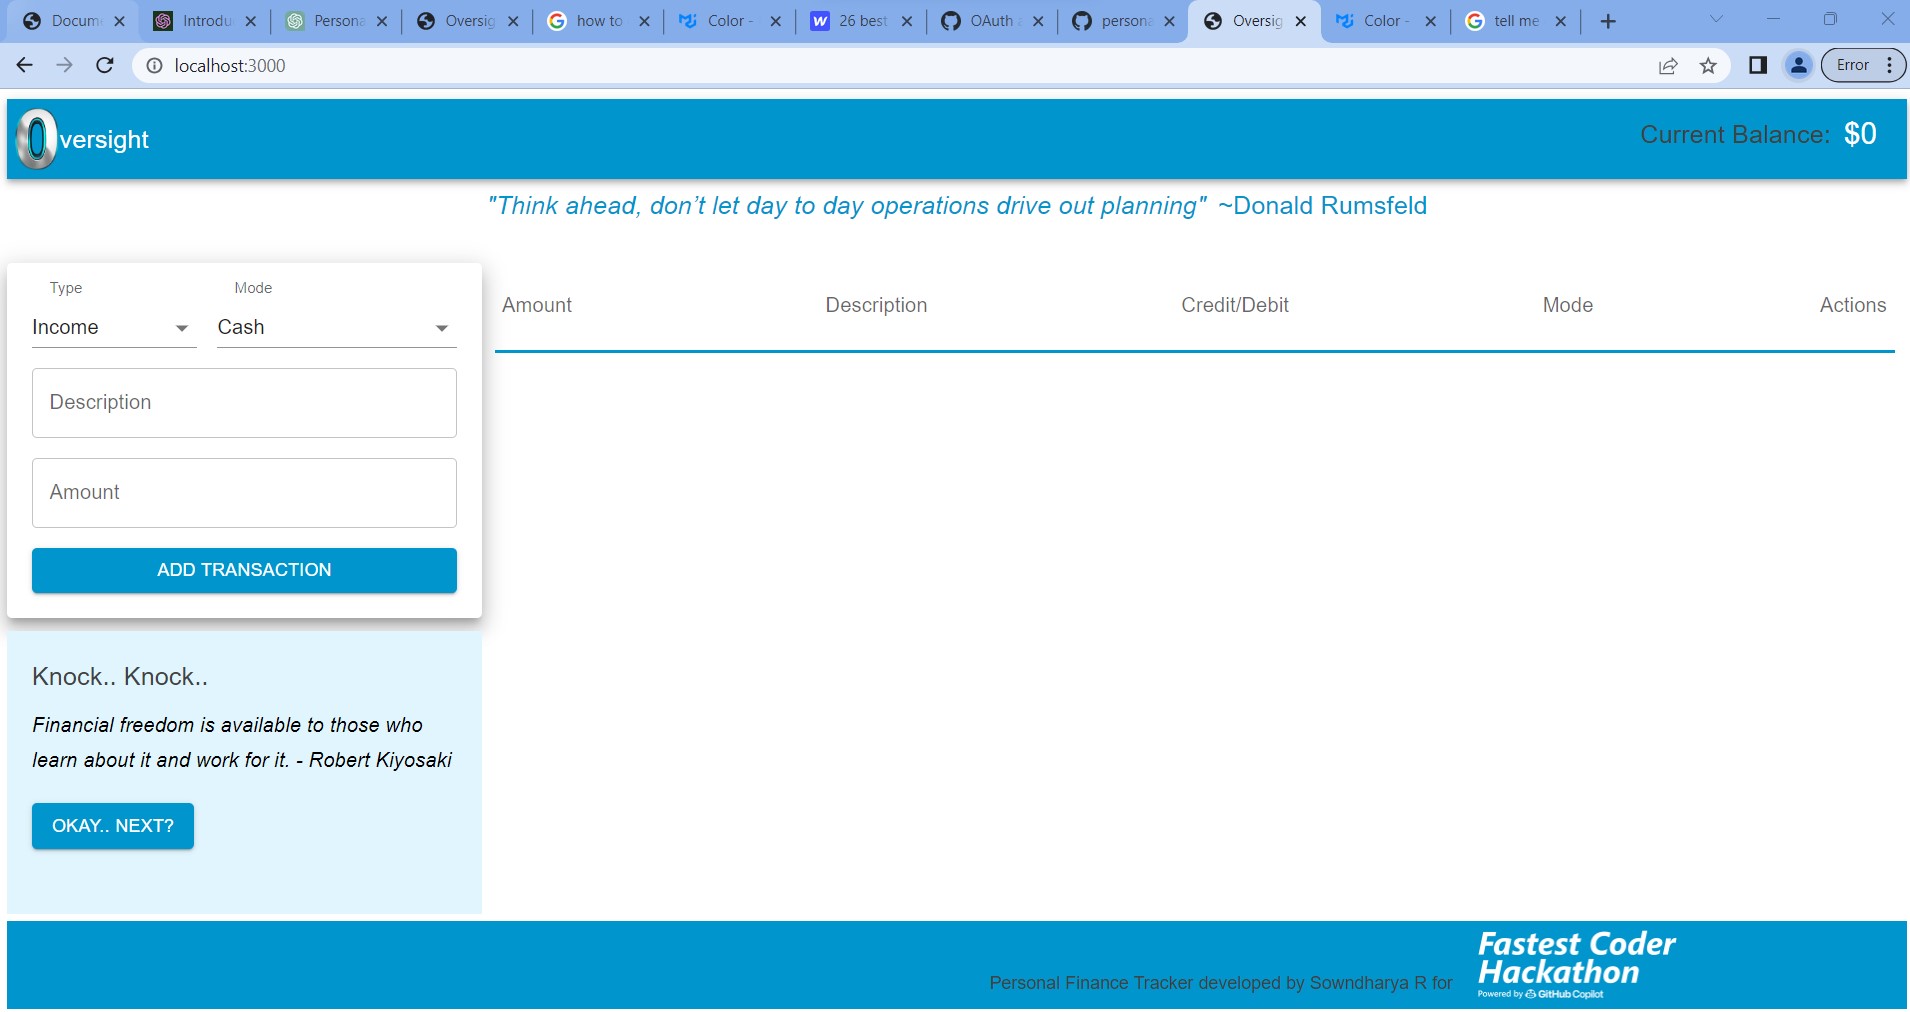 Docum
Introdu
Persona
Oversig
how to
Color -
26 best
OAuth
persona
Oversig
Color -
tell me
localhost:3000
Error
Oversight
Current Balance: $0
"Think ahead, don’t let day to day operations drive out planning" ~Donald Rumsfeld
Type Mode
Income Cash
Amount Description Credit/Debit Mode Actions
Description
Amount
ADD TRANSACTION
Knock.. Knock..
Financial freedom is available to those who
learn about it and work for it. - Robert Kiyosaki
OKAY.. NEXT?
Personal Finance Tracker developed by Sowndharya R for
Fastest Coder
Hackathon
Powered by GitHub Copilot